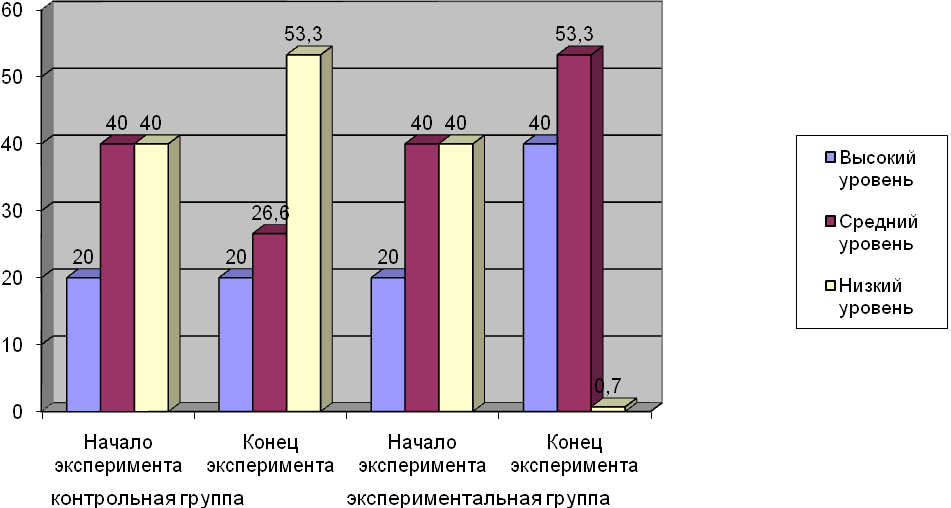 60
50
40
30
20
10
0
20
40
40
20
26,6
53,3
20
40
40
40
53,3
0,7
Начало
эксперимента
Конец
эксперимента
Начало
эксперимента
Конец
эксперимента
контрольная группа
экспериментальная группа
Высокий
уровень
Средний
уровень
Низкий
уровень